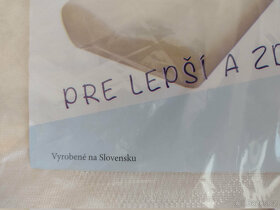 PRE LEPŠÍ A ZD
Vyrobené na Slovensku